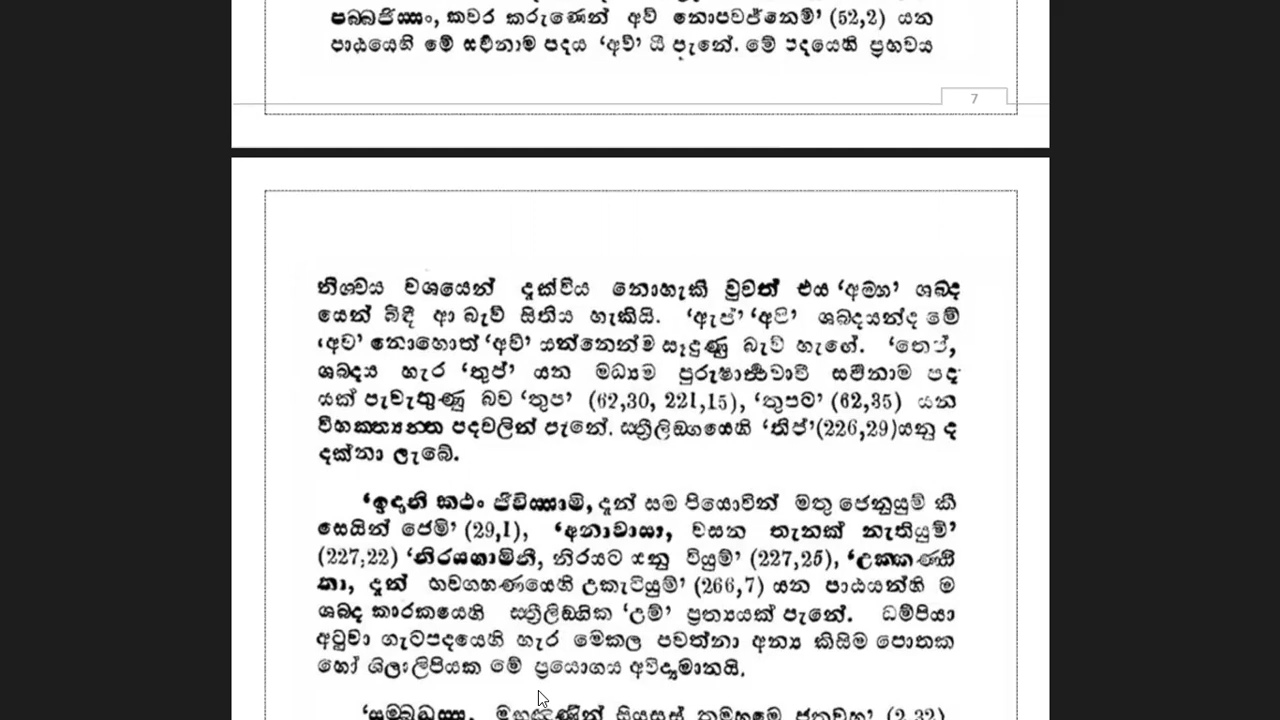 පබ්බජිස්සං, කවර කරුණෙන් අව් නොපවජ්නෙම්' (52,2) යන
පාඨයෙහි මේ සර්වනාම පදය 'අව්' යි පැනේ. මේ පදයෙහි ප්‍රභවය
7
නිශ්චය වශයෙන් දැක්විය නොහැකි වුවත් එය 'අම්හ' ශබ්ද
යෙන් බිඳී ආ බැව් සිතිය හැකියි. 'ඇප්' 'අපි' ශබ්දයන්ද මේ
'අව' නොහොත් 'අව්' යන්නෙන්ම සෑදුණු බැව් හැඟේ. 'තෙප්,
ශබ්දය හැර 'තුප්' යන මධ්‍යම පුරුෂාර්ථවාචී සර්වනාම පද
යක් පැවැතුණු බව 'තුප' (62,30, 221,15), 'තුපට' (62,35) යන
විභක්ත්‍යන්ත පදවලින් පැනේ. ස්ත්‍රීලිඞ්ගයෙහි 'තිප්'(226,29)යනු ද
දක්නා ලැබේ.
'ඉදානි කථං ජීවිස්සාමි, දැන් සම පියොවින් මතු ජෙනුයුම් කී
සෙයින් ජෙම්' (29,1), 'අනාවාසා, වසන තැනක් නැතියුම්'
(227,22) 'නිරයගාමිනී, නිරයට යනු වියුම්' (227,25), 'උක්කණ්ඨි
කා, දැන් භවගහණයෙහි උකැටියුම්' (266,7) යන පාඨයන්හි ම
ශබ්ද කාරකයෙහි ස්ත්‍රීලිඞ්ගික 'උම්' ප්‍රත්‍යයක් පැනේ. ධම්පියා
අටුවා ගැටපදයෙහි හැර මෙකල පවත්නා අන්‍ය කිසිම පොතක
හෝ ශිලාලිපියක මේ ප්‍රයොගය අවිද්‍යමානයි.